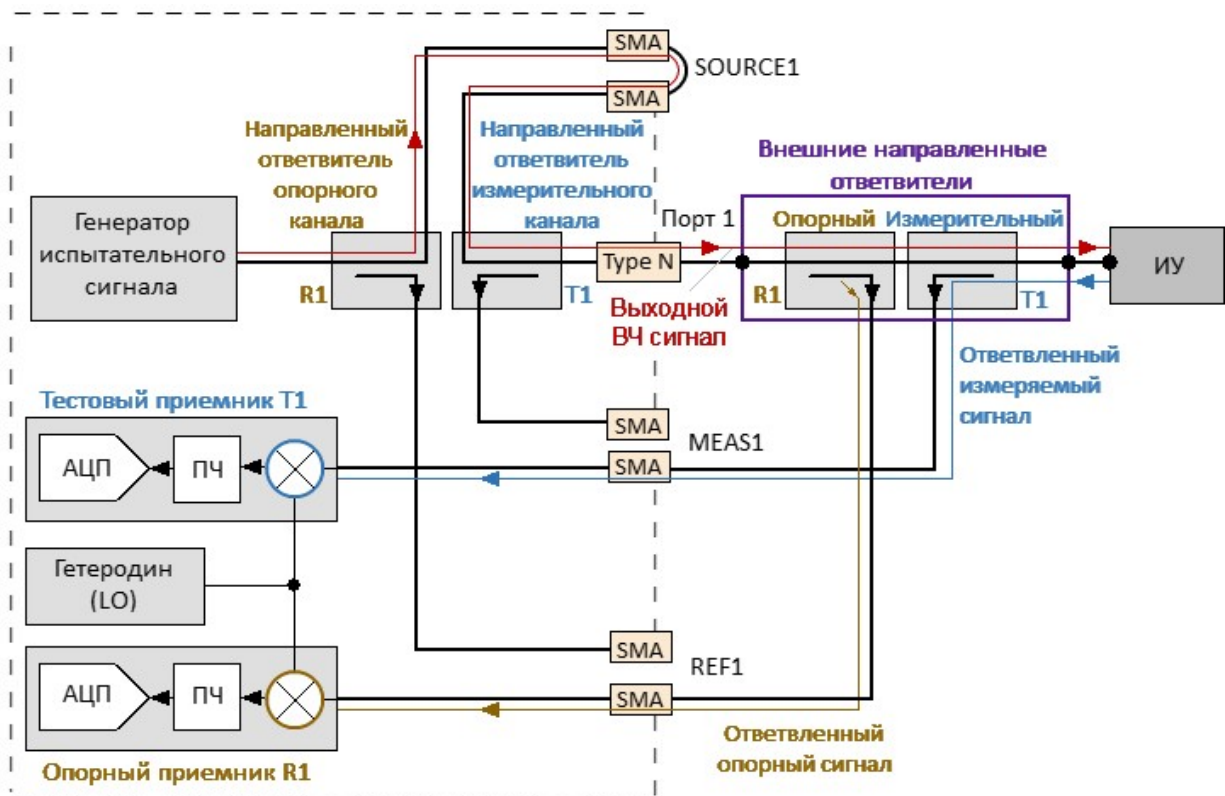 SMA
SOURCE1
SMA
Направленный
ответвитель
опорного
канала
Направленный
ответвитель
измерительного
канала
Внешние направленные
ответвители
Генератор
испытательного
сигнала
Порт 1
Опорный
Измерительный
Type N
ИУ
R1
T1
R1
T1
Выходной
ВЧ сигнал
Ответвленный
измеряемый
сигнал
Тестовый приемник T1
SMA
MEAS1
АЦП
ПЧ
SMA
Гетеродин
(LO)
SMA
REF1
АЦП
ПЧ
SMA
Ответвленный
опорный сигнал
Опорный приемник R1